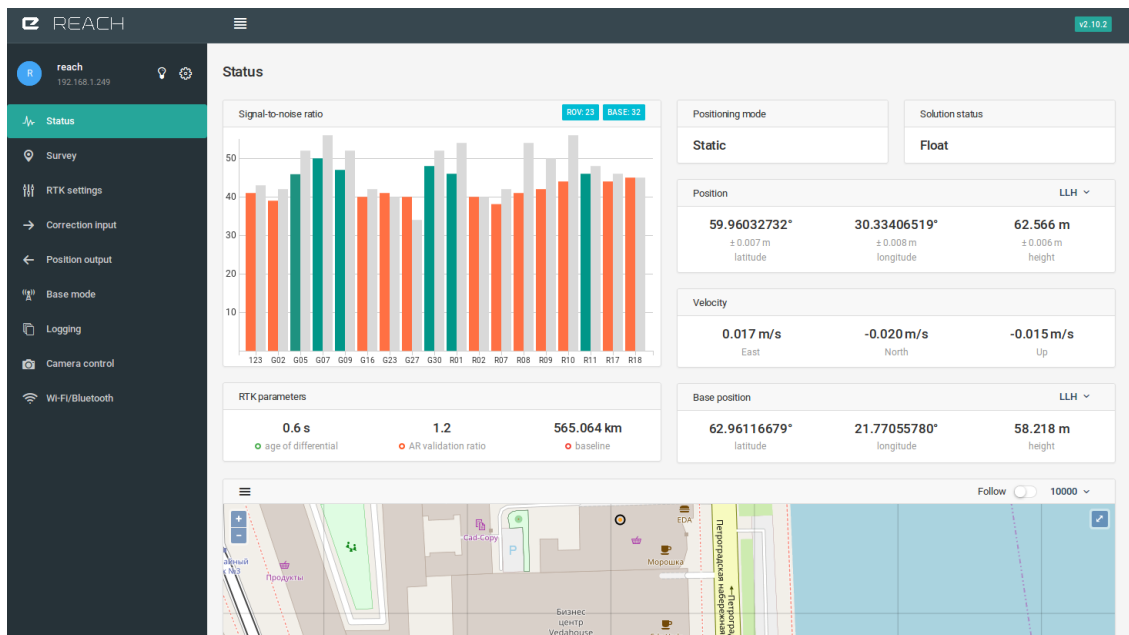 REACH
v2.10.2
R
reach
192.168.1.249
Status
Survey
RTK settings
Correction input
Position output
Base mode
Logging
Camera control
Wi-Fi/Bluetooth
Status
Signal-to-noise ratio
ROV: 23 BASE: 32
50
40
30
20
10
123 G02 G05 G07 G09 G16 G23 G27 G30 R01 R02 R07 R08 R09 R10 R11 R17 R18
RTK parameters
0.6 s 1.2 565.064 km
age of differential AR validation ratio baseline
Positioning mode
Static
Solution status
Float
Position LLH
59.96032732° 30.33406519° 62.566 m
± 0.007 m ± 0.008 m ± 0.006 m
latitude longitude height
Velocity
0.017 m/s -0.020 m/s -0.015 m/s
East North Up
Base position LLH
62.96116679° 21.77055780° 58.218 m
latitude longitude height
Follow 10000
+
−
Cad-Copy
P
EDA
Морошка
Продукты
Бизнес
центр
Vedahouse
Петроградская набережная